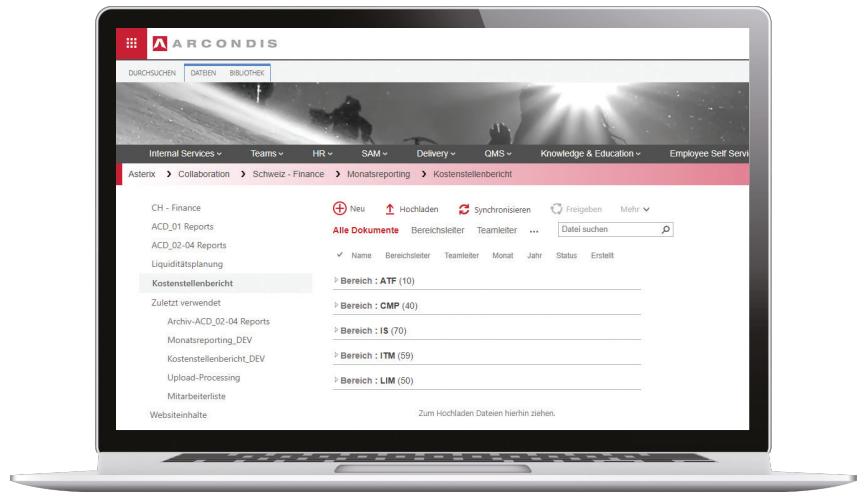 ARCONDIS
DURCHSUCHEN DATEIEN BIBLIOTHEK
Internal Services Teams HR SAM Delivery QMS Knowledge & Education Employee Self Servi
Asterix > Collaboration > Schweiz - Finance > Monatsreporting > Kostenstellenbericht
CH - Finance
ACD_01 Reports
ACD_02-04 Reports
Liquiditätsplanung
Kostenstellenbericht
Zuletzt verwendet
Archiv-ACD_02-04 Reports
Monatsreporting_DEV
Kostenstellenbericht_DEV
Upload-Processing
Mitarbeiterliste
Websiteinhalte
Neu Hochladen Synchronisieren Freigeben Mehr
Alle Dokumente Bereichsleiter Teamleiter ... Datei suchen
Name Bereichsleiter Teamleiter Monat Jahr Status Erstellt
Bereich : ATF (10)
Bereich : CMP (40)
Bereich : IS (70)
Bereich : ITM (59)
Bereich : LIM (50)
Zum Hochladen Dateien hierhin ziehen.